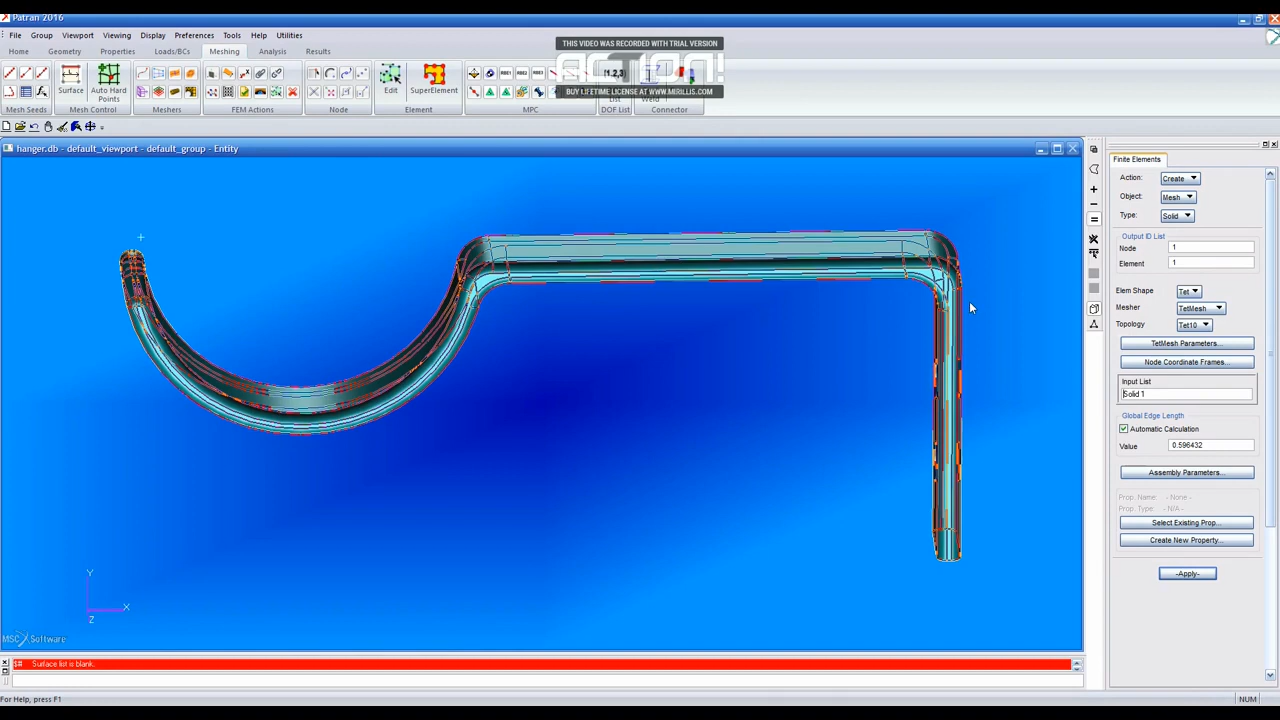 Patran 2016
File Group Viewport Viewing Display Preferences Tools Help Utilities
Home Geometry Properties Loads/BCs Meshing Analysis Results
THIS VIDEO WAS RECORDED WITH TRIAL VERSION
BUY LIFETIME LICENSE AT WWW.MIRILLIS.COM
Surface
Auto Hard
Points
Edit
SuperElement
[1,2,3]
Mesh Seeds Mesh Control Meshers FEM Actions Node Element MPC DOF List Connector
hanger.db - default_viewport - default_group - Entity
Finite Elements
Action: Create
Object: Mesh
Type: Solid
Output ID List
Node 1
Element 1
Elem Shape Tet
Mesher TetMesh
Topology Tet10
TetMesh Parameters...
Node Coordinate Frames...
Input List
Solid 1
Global Edge Length
Automatic Calculation
Value 0.596432
Assembly Parameters...
Prop. Name: - None -
Prop. Type: - N/A -
Select Existing Prop...
Create New Property...
-Apply-
Y
X
Z
MSC Software
$# Surface list is blank.
For Help, press F1
NUM